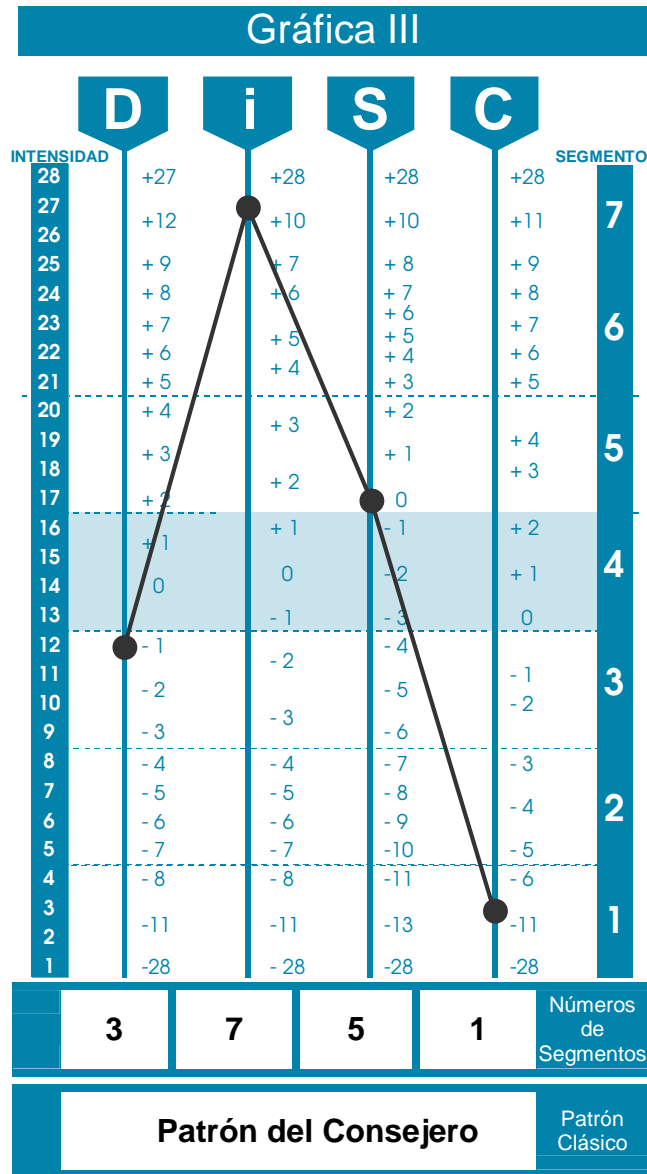 Gráfica III
D i S C
INTENSIDAD SEGMENTO
28 +27 +28 +28 +28
27 7
+12 +10 +10 +11
26
25 + 9 + 7 + 8 + 9
24 + 8 + 6 + 7 + 8
+ 6
23 + 7 + 5 + 5 + 7 6
22 + 6 + 4 + 4 + 6
21 + 5 + 3 + 5
20 + 4 + 3 + 2
19 + 3 + 1 + 4 5
18 + 2 + 3
17 + 2 0
16 + 1 + 1 - 1 + 2
15 4
14 0 0 - 2 + 1
13 - 1 - 3 0
12 - 1 - 2 - 4
11 - 1 3
10 - 2 - 3 - 5 - 2
9 - 3 - 6
8 - 4 - 4 - 7 - 3
7 - 5 - 5 - 8 - 4 2
6 - 6 - 6 - 9
5 - 7 - 7 -10 - 5
4 - 8 - 8 -11 - 6
3 1
-11 -11 -13 -11
2
1 -28 - 28 -28 -28
3 7 5 1
Números
de
Segmentos
Patrón del Consejero
Patrón
Clásico